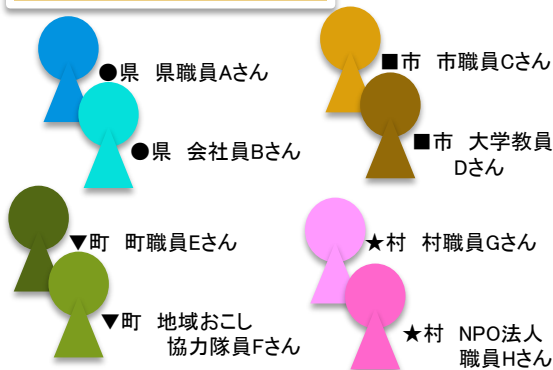 ●県　県職員Aさん
●県　会社員Bさん
■市　市職員Cさん
■市　大学教員
Dさん
▼町　町職員Eさん
▼町　地域おこし
協力隊員Fさん
★村　村職員Gさん
★村　NPO法人
職員Hさん